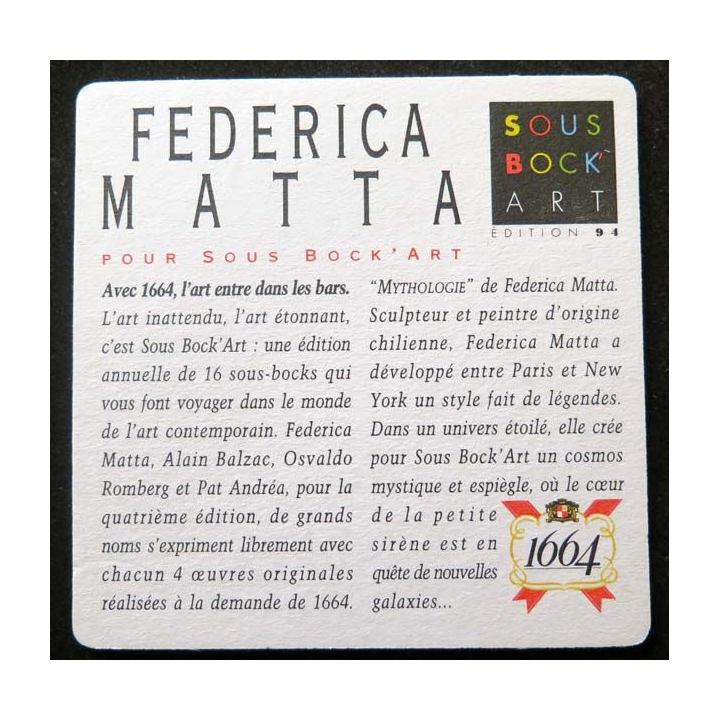 FEDERICA
MATTA
POUR SOUS BOCK'ART
SOUS
BOCK'
ART
ÉDITION 94
Avec 1664, l'art entre dans les bars.
L'art inattendu, l'art étonnant,
c'est Sous Bock'Art : une édition
annuelle de 16 sous-bocks qui
vous font voyager dans le monde
de l'art contemporain. Federica
Matta, Alain Balzac, Osvaldo
Romberg et Pat Andréa, pour la
quatrième édition, de grands
noms s'expriment librement avec
chacun 4 œuvres originales
réalisées à la demande de 1664.
"MYTHOLOGIE" de Federica Matta.
Sculpteur et peintre d'origine
chilienne, Federica Matta a
développé entre Paris et New
York un style fait de légendes.
Dans un univers étoilé, elle crée
pour Sous Bock'Art un cosmos
mystique et espiègle, où le cœur
de la petite
sirène est en
quête de nouvelles
galaxies...
1664